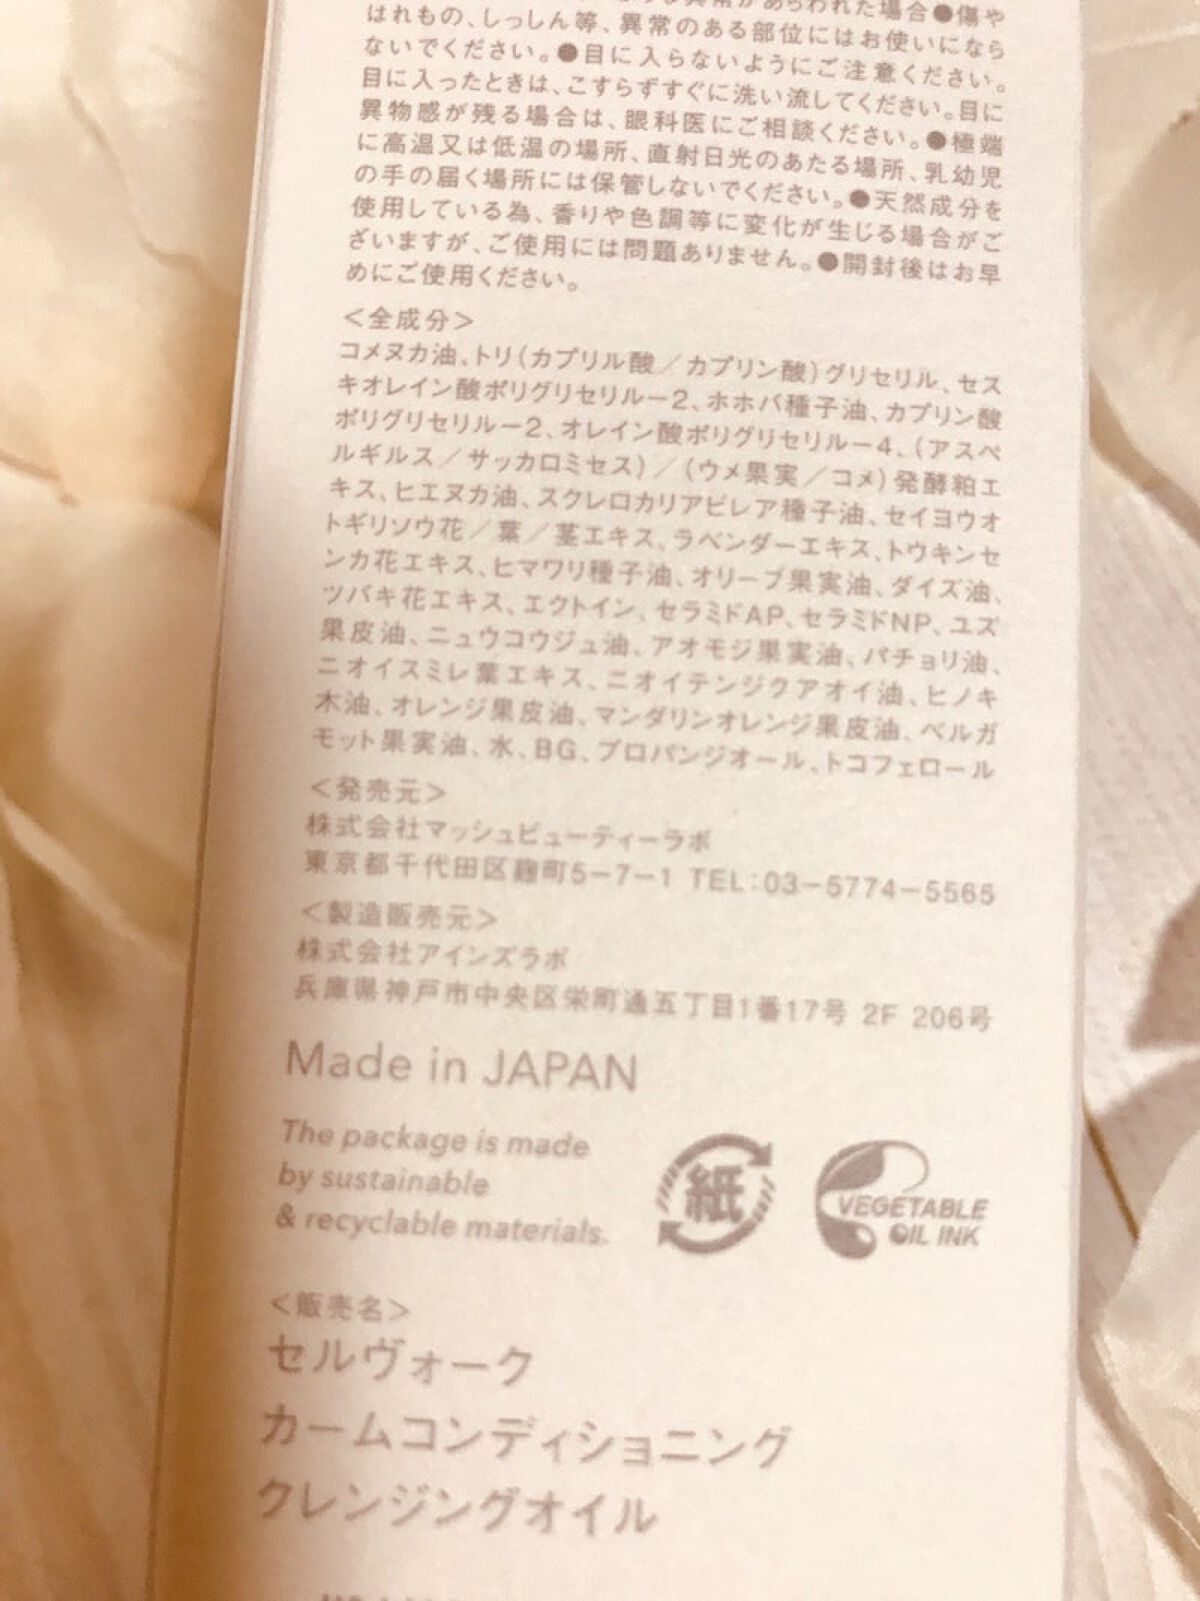 異常があらわれた場合●傷や
はれもの、しっしん等、異常のある部位にはお使いになら
ないでください。●目に入らないようにご注意ください。
目に入ったときは、こすらずすぐに洗い流してください。目に
異物感が残る場合は、眼科医にご相談ください。●極端
に高温又は低温の場所、直射日光のあたる場所、乳幼児
の手の届く場所には保管しないでください。●天然成分を
使用している為、香りや色調等に変化が生じる場合がご
ざいますが、ご使用には問題ありません。●開封後はお早
めにご使用ください。
＜全成分＞
コメヌカ油、トリ（カプリル酸／カプリン酸）グリセリル、セス
キオレイン酸ポリグリセリル－2、ホホバ種子油、カプリン酸
ポリグリセリル－2、オレイン酸ポリグリセリル－4、（アスペ
ルギルス／サッカロミセス）／（ウメ果実／コメ）発酵粕エ
キス、ヒエヌカ油、スクレロカリアビレア種子油、セイヨウオ
トギリソウ花／葉／茎エキス、ラベンダーエキス、トウキンセ
ンカ花エキス、ヒマワリ種子油、オリーブ果実油、ダイズ油、
ツバキ花エキス、エクトイン、セラミドAP、セラミドNP、ユズ
果皮油、ニュウコウジュ油、アオモジ果実油、パチョリ油、
ニオイスミレ葉エキス、ニオイテンジクアオイ油、ヒノキ
木油、オレンジ果皮油、マンダリンオレンジ果皮油、ベルガ
モット果実油、水、BG、プロパンジオール、トコフェロール
＜発売元＞
株式会社マッシュビューティーラボ
東京都千代田区麹町5－7－1 TEL：03－5774－5565
＜製造販売元＞
株式会社アインズラボ
兵庫県神戸市中央区栄町通五丁目1番17号 2F 206号
Made in JAPAN
The package is made
by sustainable
& recyclable materials.
紙
VEGETABLE
OIL INK
＜販売名＞
セルヴォーク
カームコンディショニング
クレンジングオイル